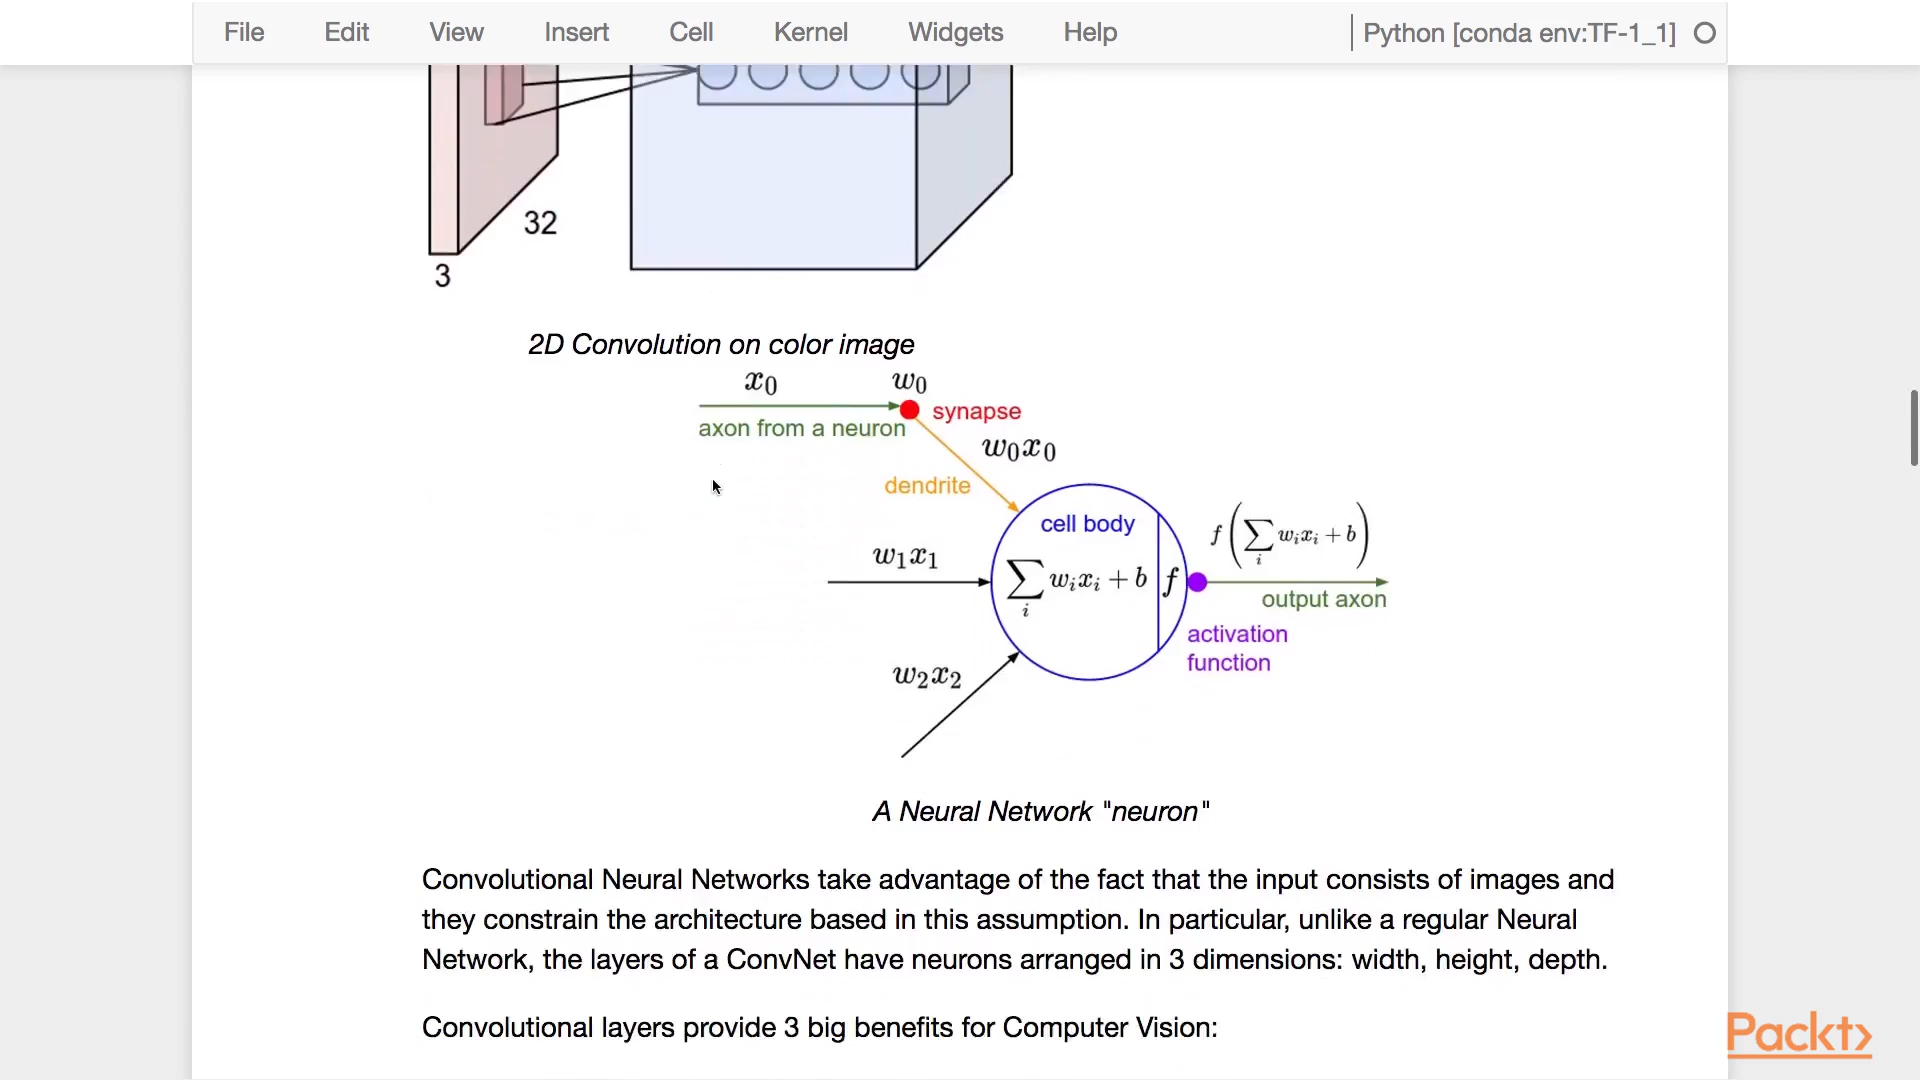 File Edit View Insert Cell Kernel Widgets Help Python [conda env:TF-1_1]
32
3
2D Convolution on color image
x0 w0
synapse
axon from a neuron
w0x0
dendrite
cell body
f(∑i wixi + b)
w1x1
∑i wixi + b f
output axon
activation
function
w2x2
A Neural Network "neuron"
Convolutional Neural Networks take advantage of the fact that the input consists of images and
they constrain the architecture based in this assumption. In particular, unlike a regular Neural
Network, the layers of a ConvNet have neurons arranged in 3 dimensions: width, height, depth.
Convolutional layers provide 3 big benefits for Computer Vision:
Packt>